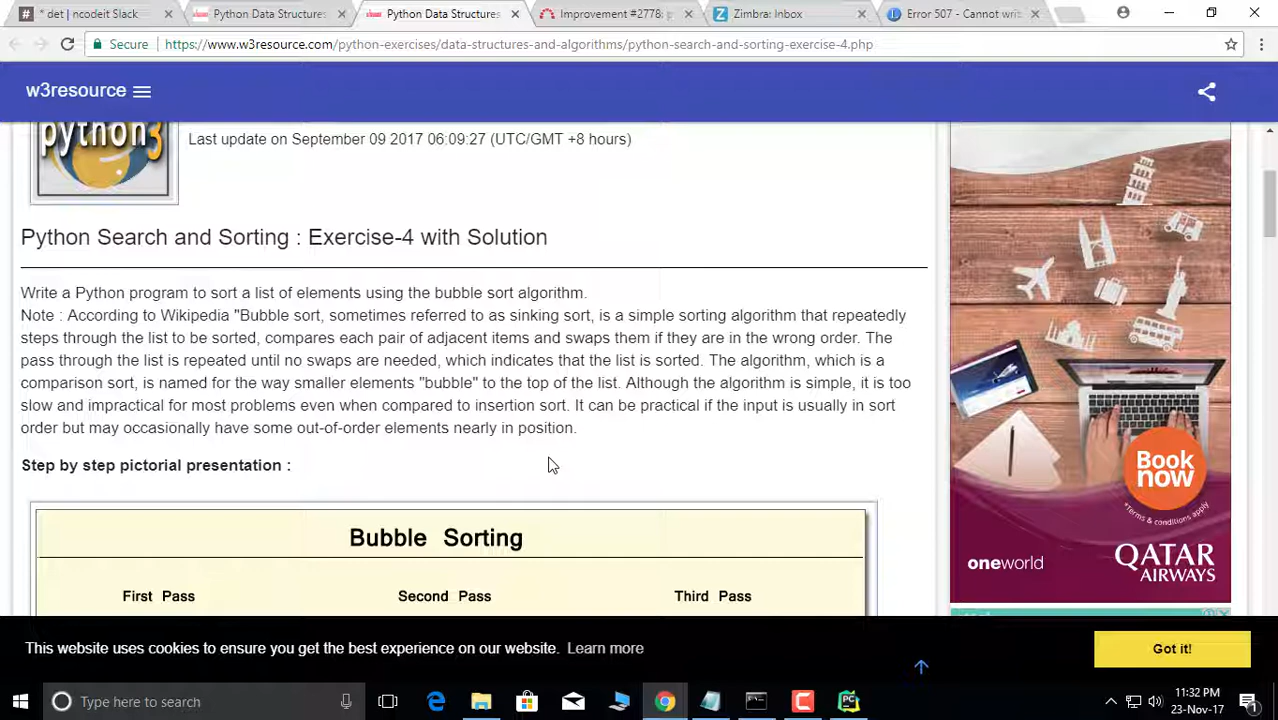 * det | ncodeit Slack
Python Data Structures
Python Data Structures
Improvement #2778:
Zimbra: Inbox
Error 507 - Cannot writ
Secure
https://www.w3resource.com/python-exercises/data-structures-and-algorithms/python-search-and-sorting-exercise-4.php
w3resource
python3
Last update on September 09 2017 06:09:27 (UTC/GMT +8 hours)
Python Search and Sorting : Exercise-4 with Solution
Write a Python program to sort a list of elements using the bubble sort algorithm.
Note : According to Wikipedia "Bubble sort, sometimes referred to as sinking sort, is a simple sorting algorithm that repeatedly
steps through the list to be sorted, compares each pair of adjacent items and swaps them if they are in the wrong order. The
pass through the list is repeated until no swaps are needed, which indicates that the list is sorted. The algorithm, which is a
comparison sort, is named for the way smaller elements "bubble" to the top of the list. Although the algorithm is simple, it is too
slow and impractical for most problems even when compared to insertion sort. It can be practical if the input is usually in sort
order but may occasionally have some out-of-order elements nearly in position.
Step by step pictorial presentation :
Bubble Sorting
First Pass
Second Pass
Third Pass
Book
now
*Terms & conditions apply
oneworld
QATAR
AIRWAYS
This website uses cookies to ensure you get the best experience on our website. Learn more
Got it!
Type here to search
11:32 PM
23-Nov-17
1